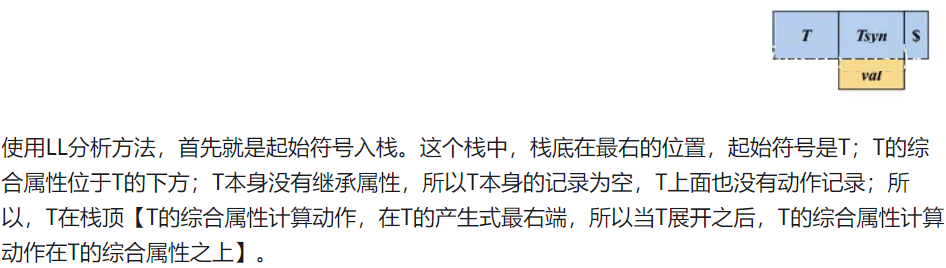 T Tsyn $
val
使用LL分析方法，首先就是起始符号入栈。这个栈中，栈底在最右的位置，起始符号是T；T的综
合属性位于T的下方；T本身没有继承属性，所以T本身的记录为空，T上面也没有动作记录；所
以，T在栈顶【T的综合属性计算动作，在T的产生式最右端，所以当T展开之后，T的综合属性计算
动作在T的综合属性之上】。